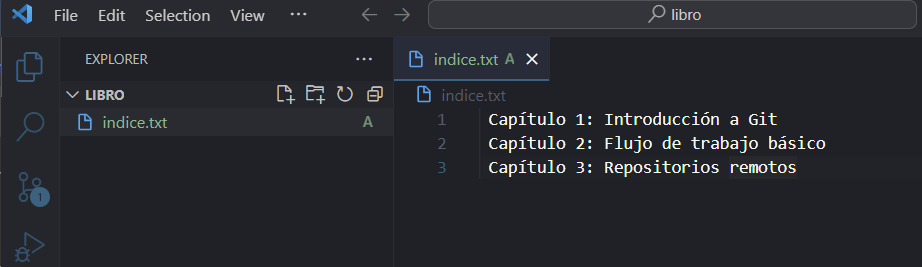 File Edit Selection View ··· libro
EXPLORER ···
indice.txt A
LIBRO
indice.txt
indice.txt A
1 Capítulo 1: Introducción a Git
2 Capítulo 2: Flujo de trabajo básico
3 Capítulo 3: Repositorios remotos
1